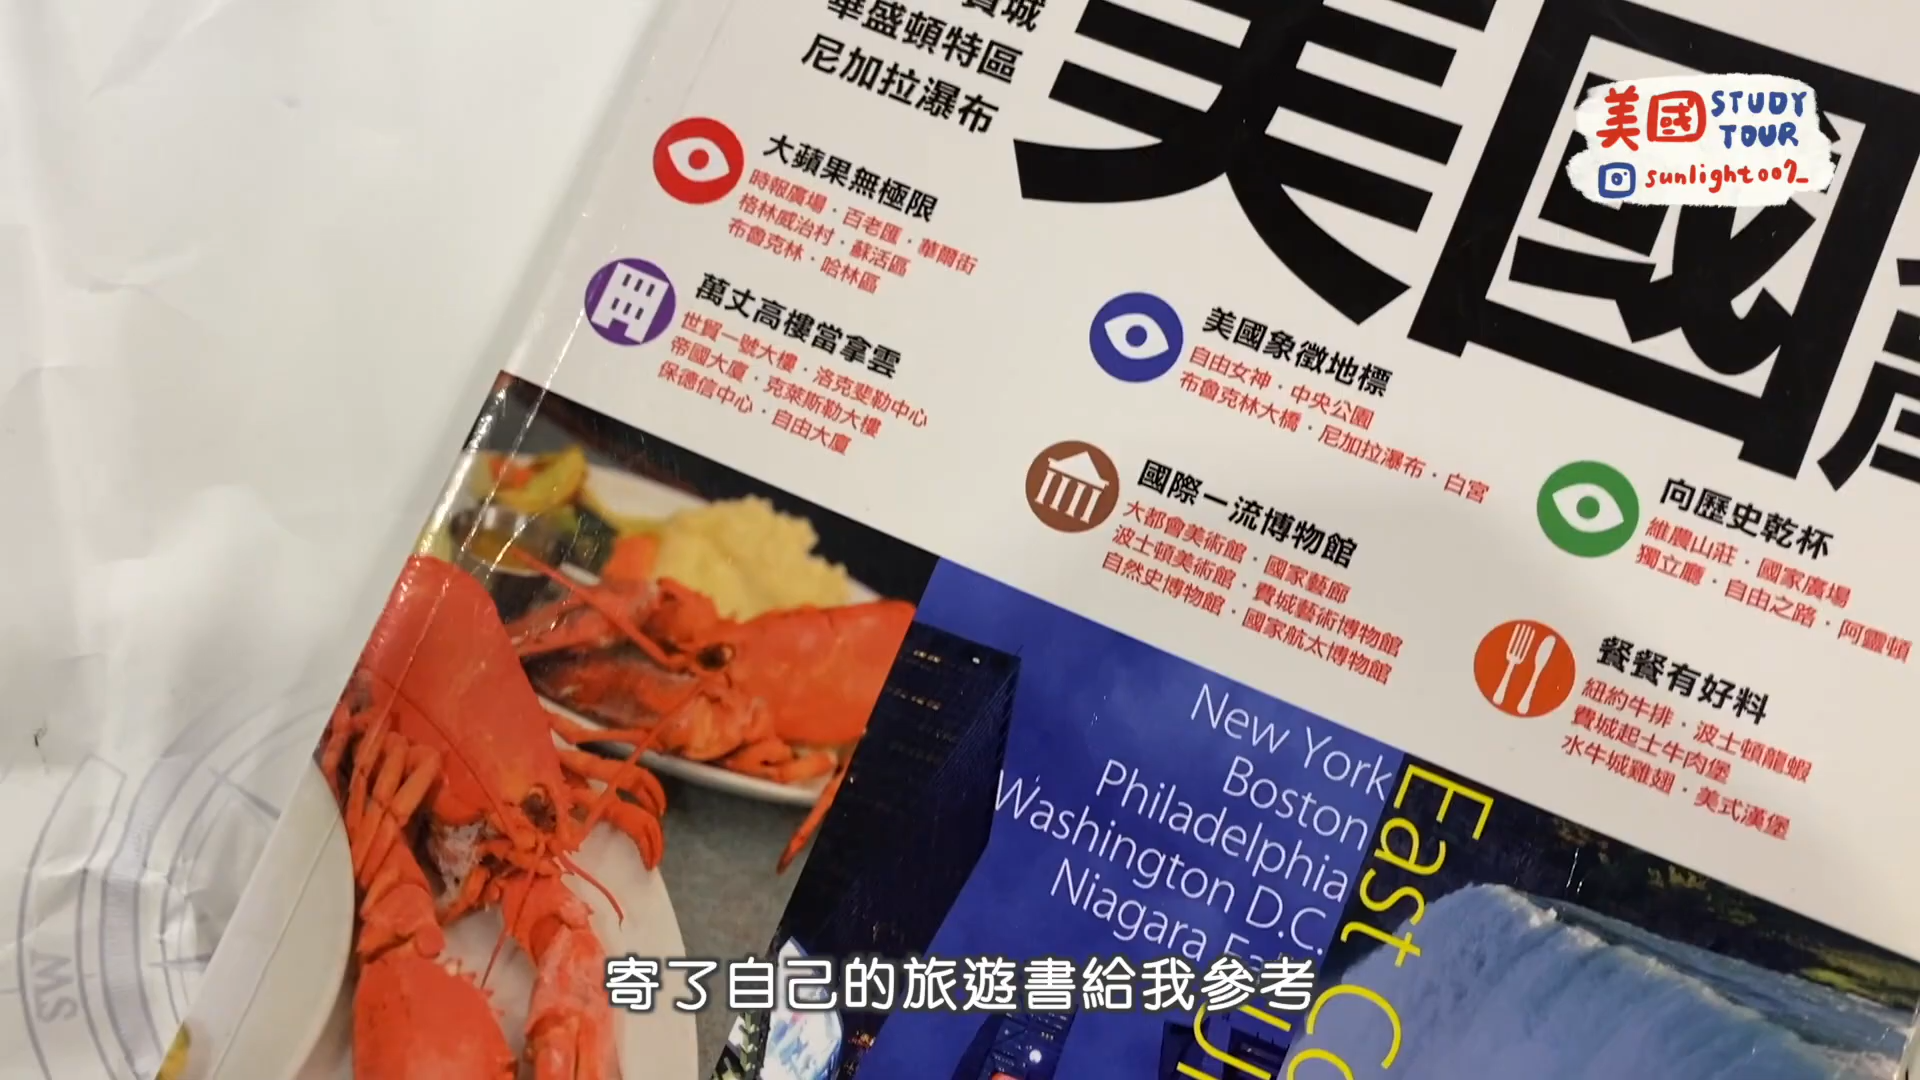 費城
華盛頓特區
尼加拉瀑布
美國
美國 STUDY TOUR
sunlight007_
大蘋果無極限
時報廣場・百老匯・華爾街
格林威治村・蘇活區
布魯克林・哈林區
萬丈高樓當拿雲
世貿一號大樓・洛克斐勒中心
帝國大廈・克萊斯勒大樓
保德信中心・自由大廈
美國象徵地標
自由女神・中央公園
布魯克林大橋・尼加拉瀑布・白宮
國際一流博物館
大都會美術館・國家藝廊
波士頓美術館・費城藝術博物館
自然史博物館・國家航太博物館
向歷史乾杯
維農山莊・國家廣場
獨立廳・自由之路・阿靈頓
餐餐有好料
紐約牛排・波士頓龍蝦
費城起士牛肉堡
水牛城雞翅・美式漢堡
New York
Boston
Philadelphia
Washington D.C.
Niagara
East
SW
寄了自己的旅遊書給我參考